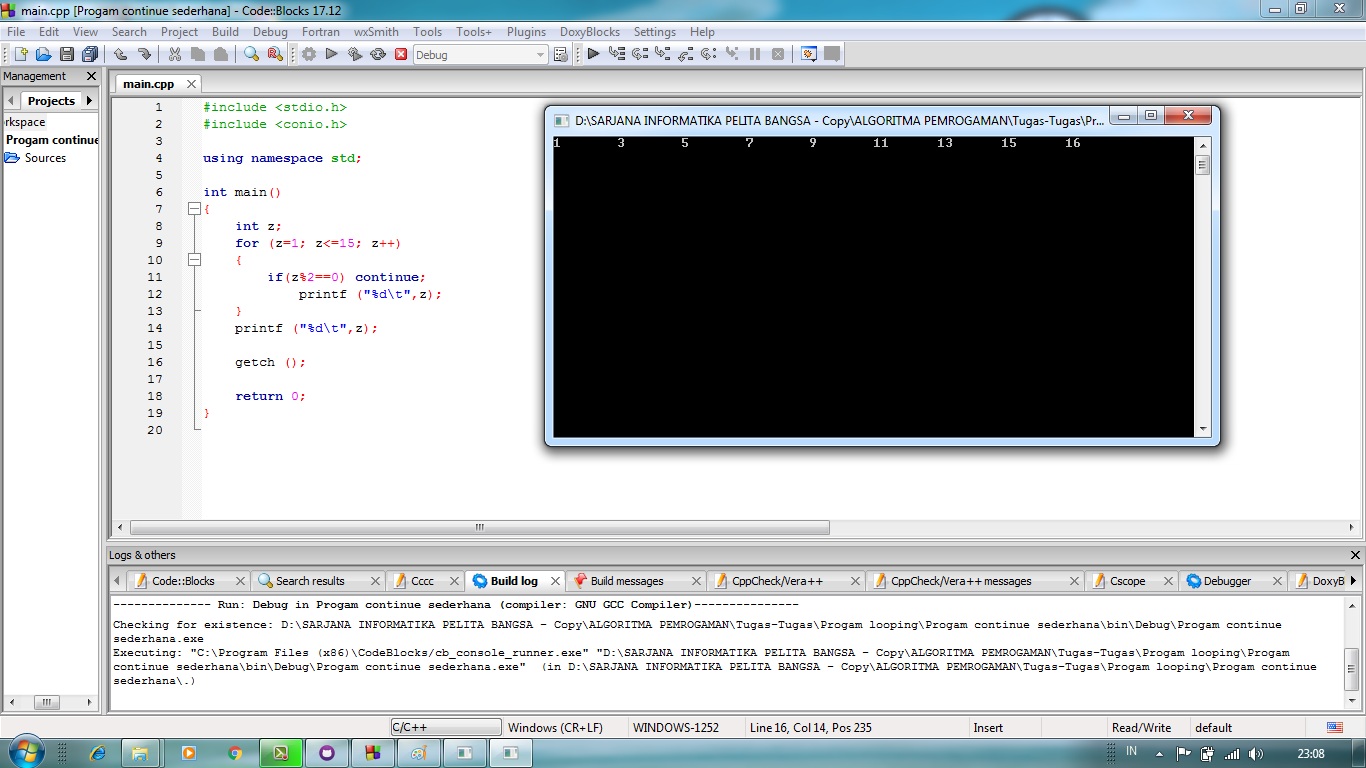 main.cpp [Progam continue sederhana] - Code::Blocks 17.12
File Edit View Search Project Build Debug Fortran wxSmith Tools Tools+ Plugins DoxyBlocks Settings Help
Debug
Management
Projects
rkspace
Progam continue
Sources
main.cpp
1 #include <stdio.h>
2 #include <conio.h>
3
4 using namespace std;
5
6 int main()
7 {
8 int z;
9 for (z=1; z<=15; z++)
10 {
11 if(z%2==0) continue;
12 printf ("%d\t",z);
13 }
14 printf ("%d\t",z);
15
16 getch ();
17
18 return 0;
19 }
20
D:\SARJANA INFORMATIKA PELITA BANGSA - Copy\ALGORITMA PEMROGAMAN\Tugas-Tugas\Pr...
1 3 5 7 9 11 13 15 16
Logs & others
Code::Blocks Search results Cccc Build log Build messages CppCheck/Vera++ CppCheck/Vera++ messages Cscope Debugger DoxyB
-------------- Run: Debug in Progam continue sederhana (compiler: GNU GCC Compiler)---------------
Checking for existence: D:\SARJANA INFORMATIKA PELITA BANGSA - Copy\ALGORITMA PEMROGAMAN\Tugas-Tugas\Progam looping\Progam continue sederhana\bin\Debug\Progam continue
sederhana.exe
Executing: "C:\Program Files (x86)\CodeBlocks/cb_console_runner.exe" "D:\SARJANA INFORMATIKA PELITA BANGSA - Copy\ALGORITMA PEMROGAMAN\Tugas-Tugas\Progam looping\Progam
continue sederhana\bin\Debug\Progam continue sederhana.exe"  (in D:\SARJANA INFORMATIKA PELITA BANGSA - Copy\ALGORITMA PEMROGAMAN\Tugas-Tugas\Progam looping\Progam continue
sederhana\.)
C/C++ Windows (CR+LF) WINDOWS-1252 Line 16, Col 14, Pos 235 Insert Read/Write default
IN 23:08